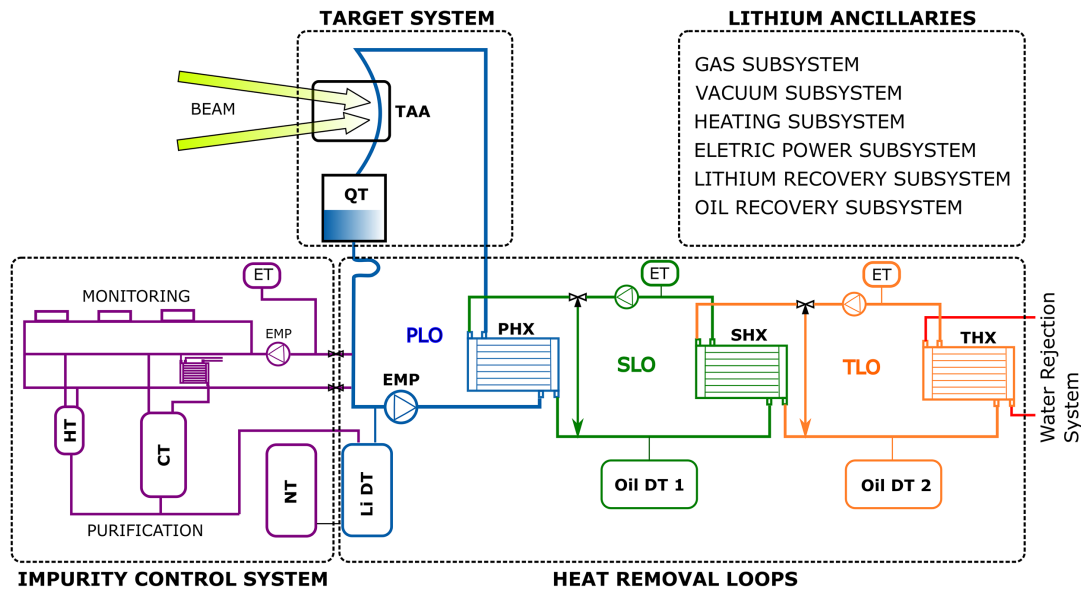 TARGET SYSTEM
LITHIUM ANCILLARIES
BEAM
TAA
QT
GAS SUBSYSTEM
VACUUM SUBSYSTEM
HEATING SUBSYSTEM
ELETRIC POWER SUBSYSTEM
LITHIUM RECOVERY SUBSYSTEM
OIL RECOVERY SUBSYSTEM
MONITORING
ET
EMP
HT
CT
NT
PURIFICATION
IMPURITY CONTROL SYSTEM
PLO
EMP
Li DT
PHX
ET
SLO
SHX
Oil DT 1
ET
TLO
THX
Oil DT 2
Water Rejection
System
HEAT REMOVAL LOOPS